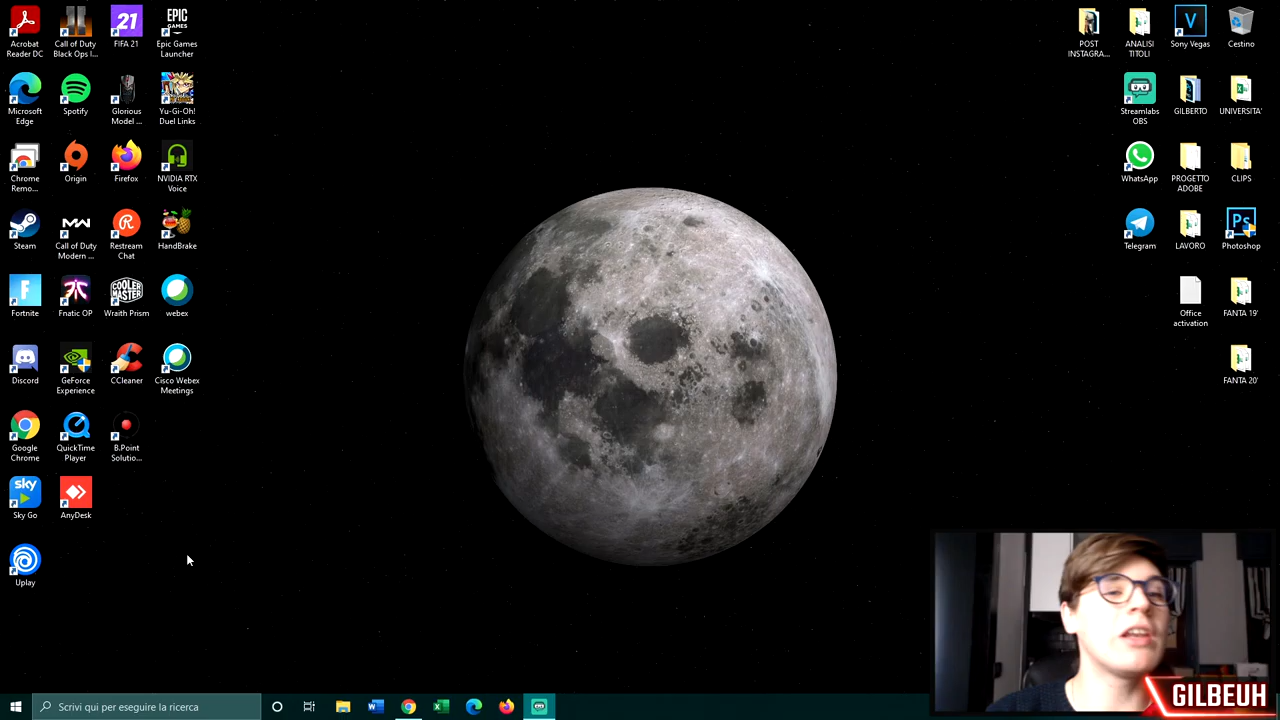 Acrobat
Reader DC
Call of Duty
Black Ops I...
21
FIFA 21
EPIC
GAMES
Epic Games
Launcher
Microsoft
Edge
Spotify
Glorious
Model ...
Yu-Gi-Oh!
Duel Links
Chrome
Remo...
Origin
Firefox
NVIDIA RTX
Voice
Steam
MW
Call of Duty
Modern ...
Restream
Chat
HandBrake
Fortnite
Fnatic OP
COOLER
MASTER
Wraith Prism
webex
Discord
GeForce
Experience
CCleaner
Cisco Webex
Meetings
Google
Chrome
QuickTime
Player
B.Point
Solutio...
sky
Sky Go
AnyDesk
Uplay
POST
INSTAGRA...
ANALISI
TITOLI
V
Sony Vegas
Cestino
Streamlabs
OBS
GILBERTO
UNIVERSITA'
WhatsApp
PROGETTO
ADOBE
CLIPS
Telegram
LAVORO
Ps
Photoshop
Office
activation
FANTA 19'
FANTA 20'
GILBEUH
Scrivi qui per eseguire la ricerca